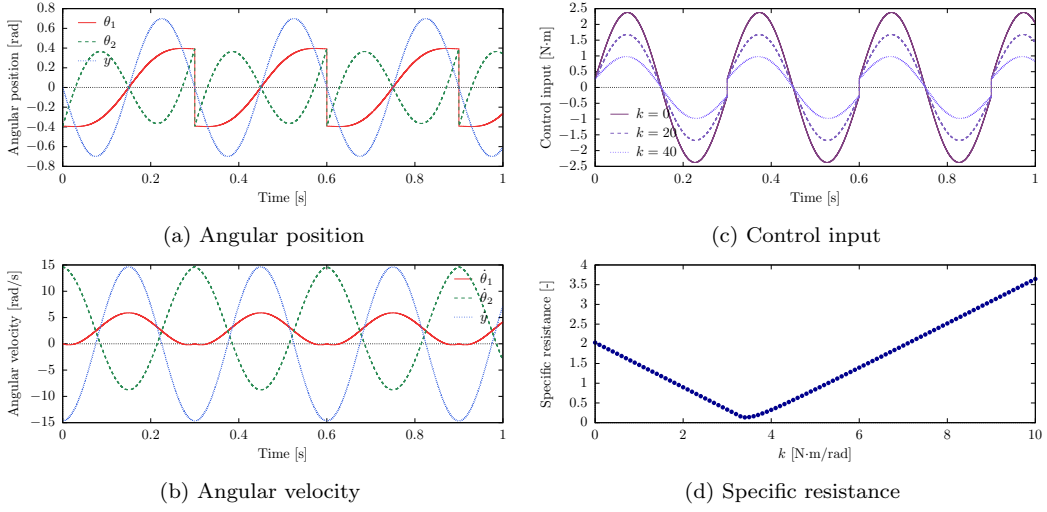 Angular position [rad]
0.8
0.6
0.4
0.2
0
−0.2
−0.4
−0.6
−0.8
θ₁
θ₂
y
0 0.2 0.4 0.6 0.8 1
Time [s]
(a) Angular position
Control input [N·m]
2.5
2
1.5
1
0.5
0
−0.5
−1
−1.5
−2
−2.5
k = 0
k = 20
k = 40
0 0.2 0.4 0.6 0.8 1
Time [s]
(c) Control input
Angular velocity [rad/s]
15
10
5
0
−5
−10
−15
θ̇₁
θ̇₂
ẏ
0 0.2 0.4 0.6 0.8 1
Time [s]
(b) Angular velocity
Specific resistance [-]
4
3.5
3
2.5
2
1.5
1
0.5
0
0 2 4 6 8 10
k [N·m/rad]
(d) Specific resistance